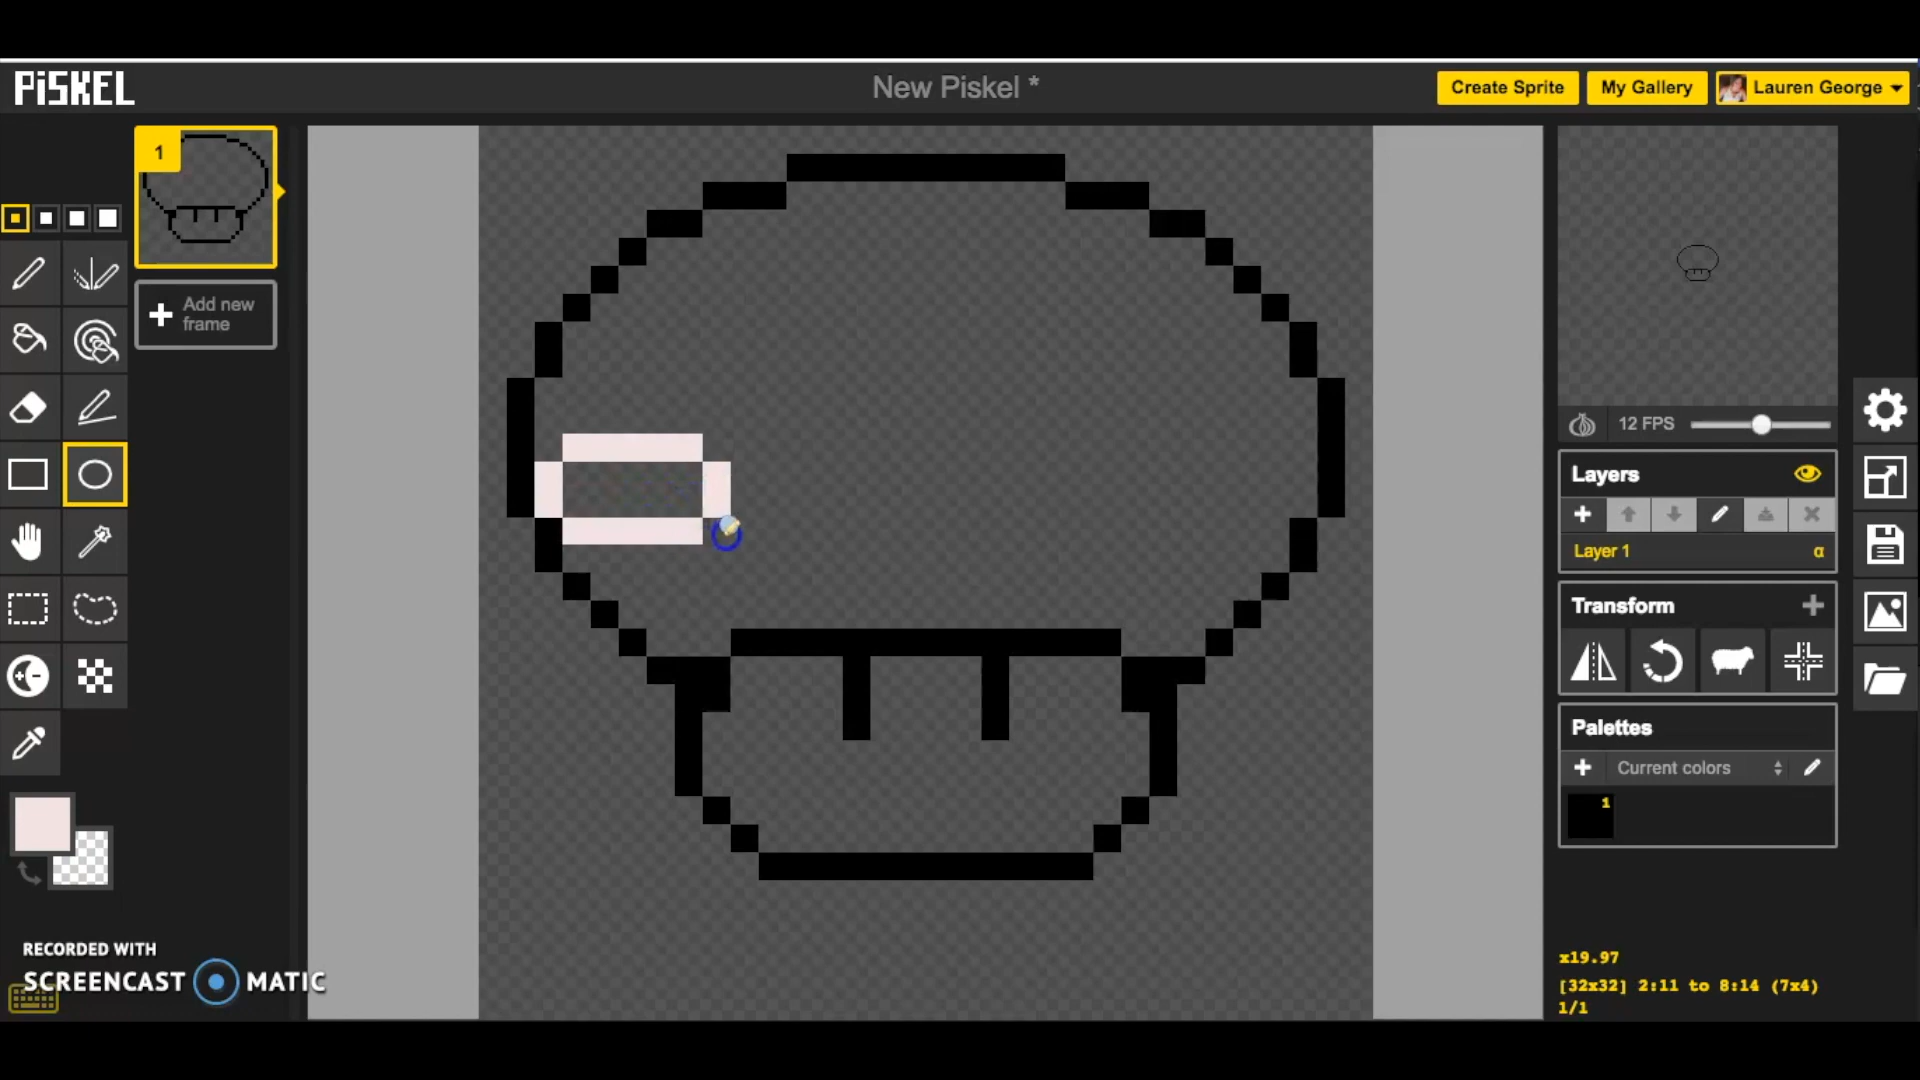 PiSKEL
New Piskel *
Create Sprite
My Gallery
Lauren George
1
Add new
frame
12 FPS
Layers
Layer 1
α
Transform
Palettes
Current colors
1
RECORDED WITH
SCREENCAST MATIC
x19.97
[32x32] 2:11 to 8:14 (7x4)
1/1